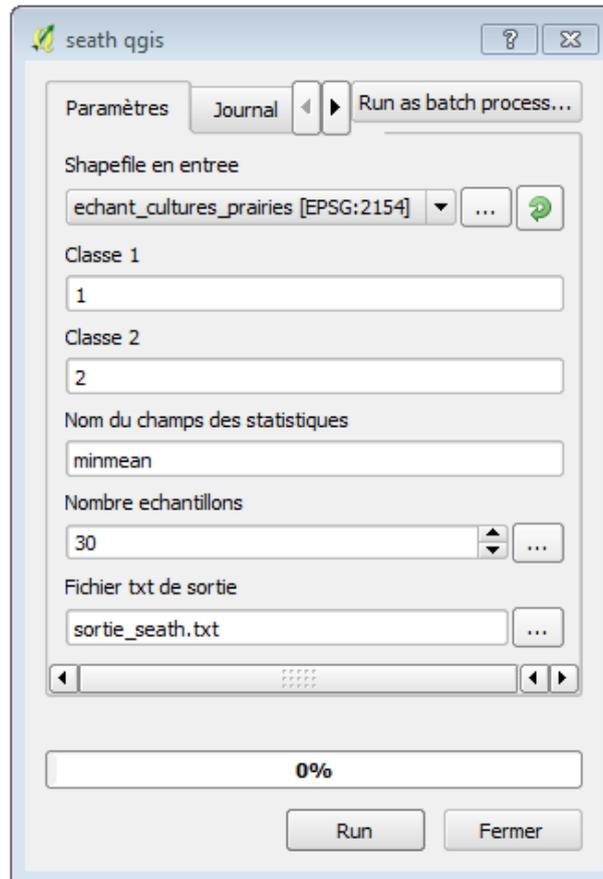 seath qgis
Paramètres Journal Run as batch process...
Shapefile en entree
echant_cultures_prairies [EPSG:2154] ...
Classe 1
1
Classe 2
2
Nom du champs des statistiques
minmean
Nombre echantillons
30 ...
Fichier txt de sortie
sortie_seath.txt ...
0%
Run Fermer